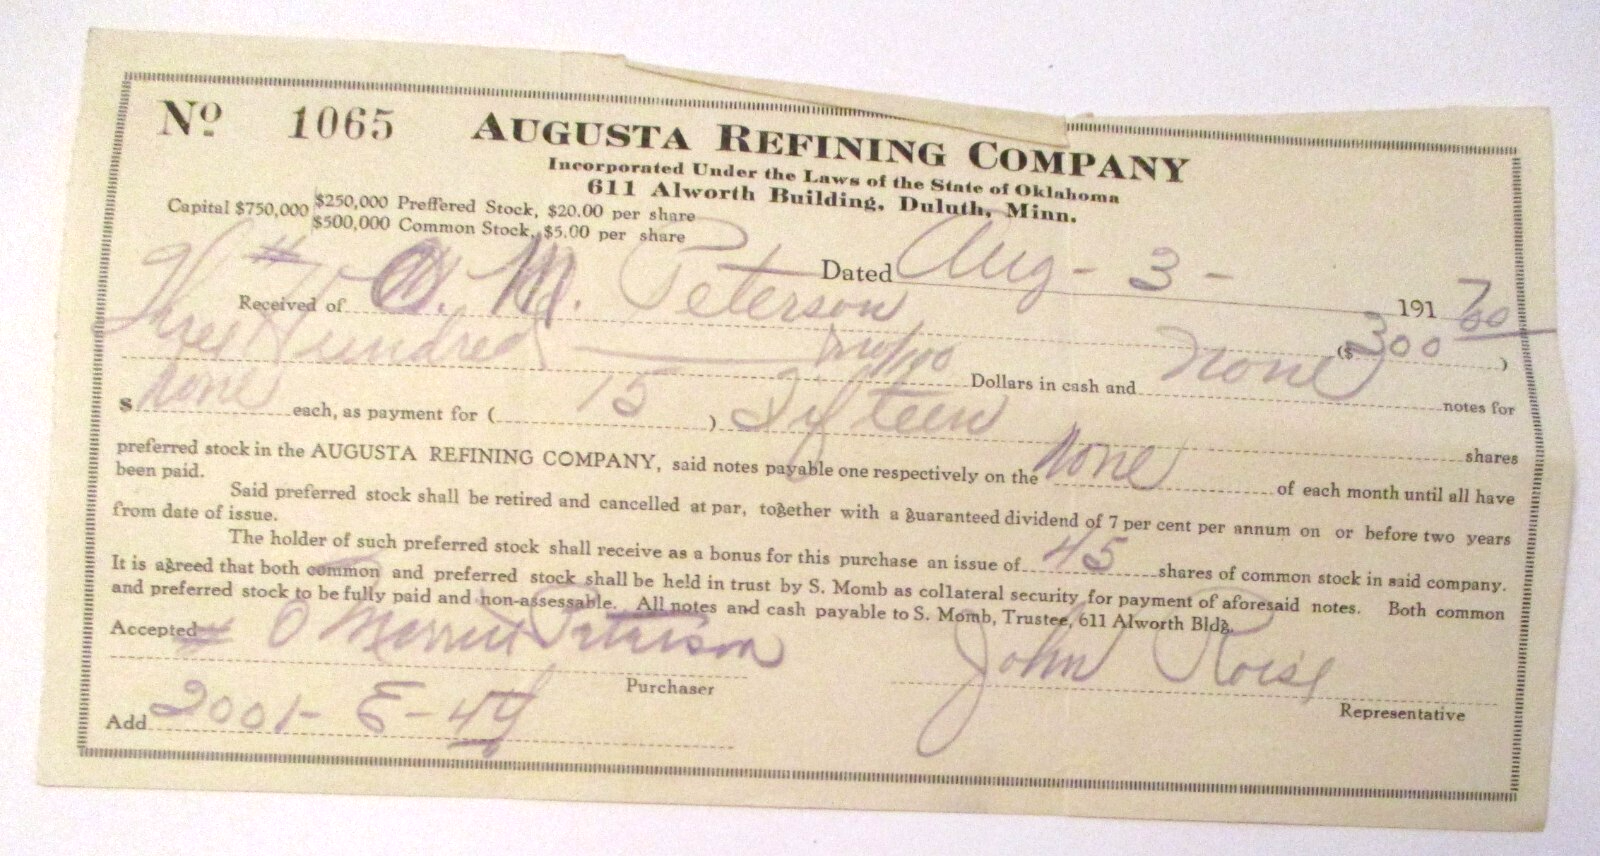 No 1065 AUGUSTA REFINING COMPANY
Incorporated Under the Laws of the State of Oklahoma
611 Alworth Building, Duluth, Minn.
Capital $750,000 $250,000 Preffered Stock, $20.00 per share
$500,000 Common Stock, $5.00 per share
Dated Aug - 3 - 1917
Received of O. M. Peterson ($300 00)
Three Hundred no/100 Dollars in cash and none notes for
$ none each, as payment for ( 15 ) Fifteen shares
preferred stock in the AUGUSTA REFINING COMPANY, said notes payable one respectively on the none of each month until all have
been paid.
Said preferred stock shall be retired and cancelled at par, together with a guaranteed dividend of 7 per cent per annum on or before two years
from date of issue.
The holder of such preferred stock shall receive as a bonus for this purchase an issue of 45 shares of common stock in said company.
It is agreed that both common and preferred stock shall be held in trust by S. Momb as collateral security for payment of aforesaid notes. Both common
and preferred stock to be fully paid and non-assessable. All notes and cash payable to S. Momb, Trustee, 611 Alworth Bldg.
Accepted O Merritt Peterson John
Purchaser
Representative
Add 2001 - E - 4th